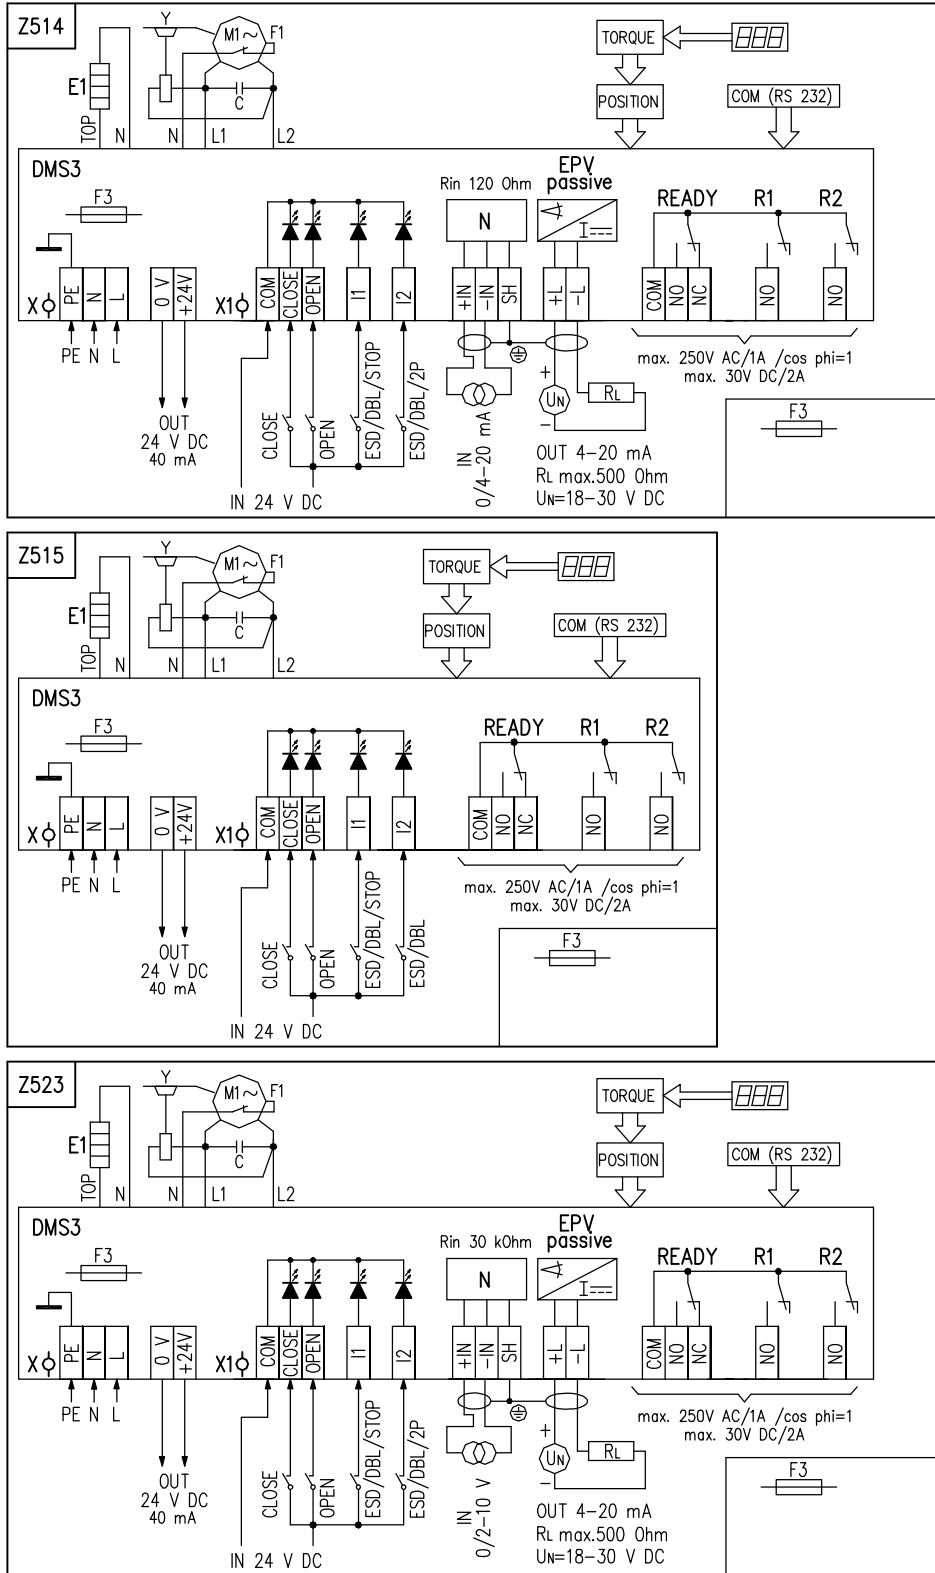 Z514
Y
M1~
F1
E1
C
TOP
N
N
L1
L2
TORQUE
POSITION
COM (RS 232)
DMS3
F3
Rin 120 Ohm
EPV
passive
N
I
READY
R1
R2
X
PE
N
L
0 V
+24V
X1
COM
CLOSE
OPEN
I1
I2
+IN
-IN
SH
+L
-L
COM
NO
NC
NO
NO
PE N L
OUT
24 V DC
40 mA
CLOSE
OPEN
ESD/DBL/STOP
ESD/DBL/2P
IN 24 V DC
IN
0/4-20 mA
+
UN
-
RL
OUT 4-20 mA
RL max.500 Ohm
UN=18-30 V DC
max. 250V AC/1A /cos phi=1
max. 30V DC/2A
F3
Z515
Y
M1~
F1
E1
C
TOP
N
N
L1
L2
TORQUE
POSITION
COM (RS 232)
DMS3
F3
READY
R1
R2
X
PE
N
L
0 V
+24V
X1
COM
CLOSE
OPEN
I1
I2
COM
NO
NC
NO
NO
PE N L
OUT
24 V DC
40 mA
CLOSE
OPEN
ESD/DBL/STOP
ESD/DBL
IN 24 V DC
max. 250V AC/1A /cos phi=1
max. 30V DC/2A
F3
Z523
Y
M1~
F1
E1
C
TOP
N
N
L1
L2
TORQUE
POSITION
COM (RS 232)
DMS3
F3
Rin 30 kOhm
EPV
passive
N
I
READY
R1
R2
X
PE
N
L
0 V
+24V
X1
COM
CLOSE
OPEN
I1
I2
+IN
-IN
SH
+L
-L
COM
NO
NC
NO
NO
PE N L
OUT
24 V DC
40 mA
CLOSE
OPEN
ESD/DBL/STOP
ESD/DBL/2P
IN 24 V DC
IN
0/2-10 V
+
UN
-
RL
OUT 4-20 mA
RL max.500 Ohm
UN=18-30 V DC
max. 250V AC/1A /cos phi=1
max. 30V DC/2A
F3